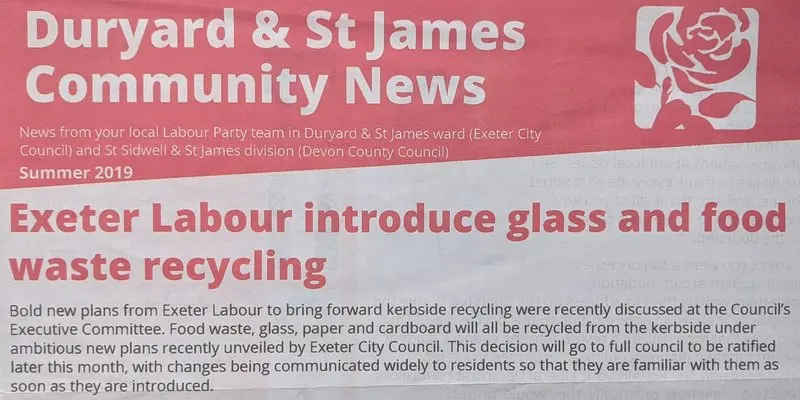 Duryard & St James
Community News
News from your local Labour Party team in Duryard & St James ward (Exeter City
Council) and St Sidwell & St James division (Devon County Council)
Summer 2019
Exeter Labour introduce glass and food
waste recycling
Bold new plans from Exeter Labour to bring forward kerbside recycling were recently discussed at the Council's
Executive Committee. Food waste, glass, paper and cardboard will all be recycled from the kerbside under
ambitious new plans recently unveiled by Exeter City Council. This decision will go to full council to be ratified
later this month, with changes being communicated widely to residents so that they are familiar with them as
soon as they are introduced.